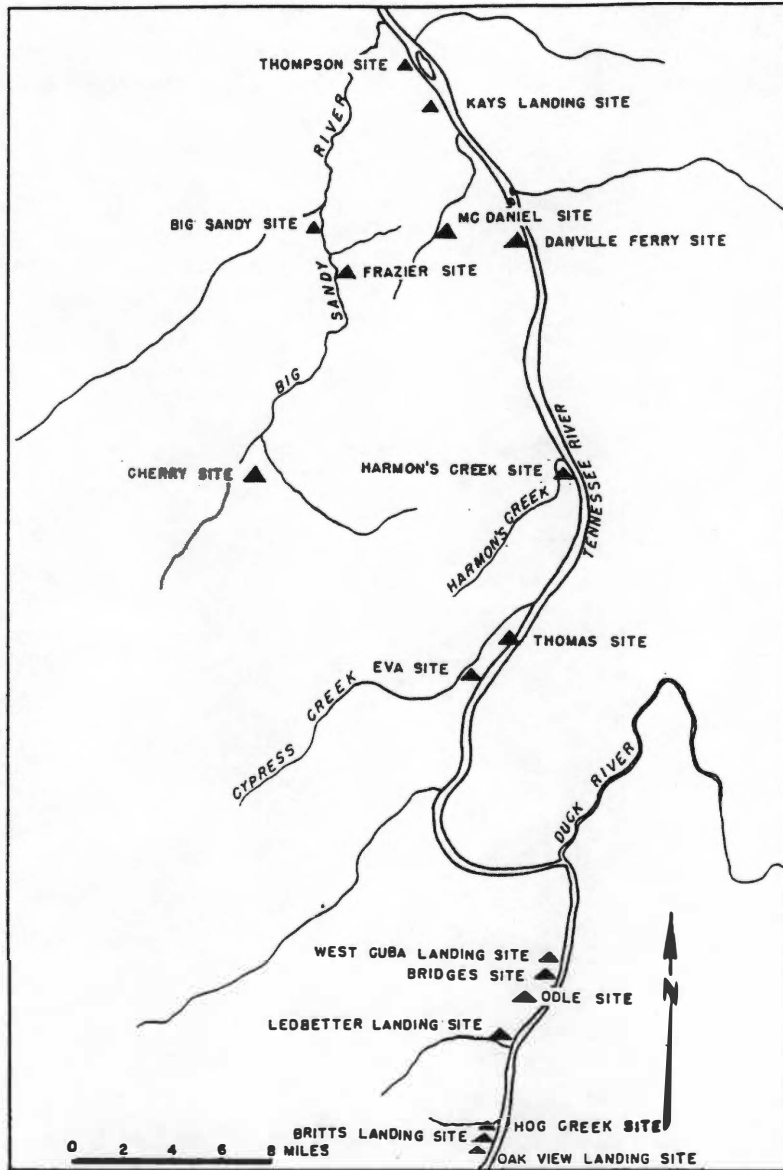 THOMPSON SITE
KAYS LANDING SITE
RIVER
BIG SANDY SITE
MC DANIEL SITE
DANVILLE FERRY SITE
FRAZIER SITE
SANDY
BIG
CHERRY SITE
HARMON'S CREEK SITE
TENNESSEE RIVER
HARMON'S CREEK
THOMAS SITE
EVA SITE
CYPRESS CREEK
DUCK RIVER
WEST CUBA LANDING SITE
BRIDGES SITE
ODLE SITE
N
LEDBETTER LANDING SITE
HOG CREEK SITE
BRITTS LANDING SITE
OAK VIEW LANDING SITE
0 2 4 6 8
MILES